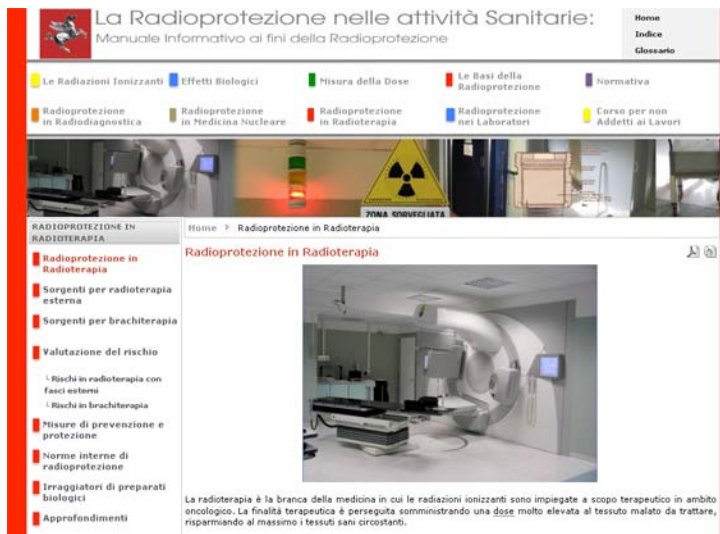 La Radioprotezione nelle attività Sanitarie:
Manuale Informativo ai fini della Radioprotezione
Home
Indice
Glossario
Le Radiazioni Ionizzanti
Effetti Biologici
Misura della Dose
Le Basi della
Radioprotezione
Normativa
Radioprotezione
in Radiodiagnostica
Radioprotezione
in Medicina Nucleare
Radioprotezione
in Radioterapia
Radioprotezione
nei Laboratori
Corso per non
Addetti ai Lavori
ZONA SORVEGLIATA
RADIOPROTEZIONE IN
RADIOTERAPIA
Radioprotezione in
Radioterapia
Sorgenti per radioterapia
esterna
Sorgenti per brachiterapia
Valutazione del rischio
Rischi in radioterapia con
fasci esterni
Rischi in brachiterapia
Misure di prevenzione e
protezione
Norme interne di
radioprotezione
Irraggiatori di preparati
biologici
Approfondimenti
Home > Radioprotezione in Radioterapia
Radioprotezione in Radioterapia
La radioterapia è la branca della medicina in cui le radiazioni ionizzanti sono impiegate a scopo terapeutico in ambito
oncologico. La finalità terapeutica è perseguita somministrando una dose molto elevata al tessuto malato da trattare,
risparmiando al massimo i tessuti sani circostanti.